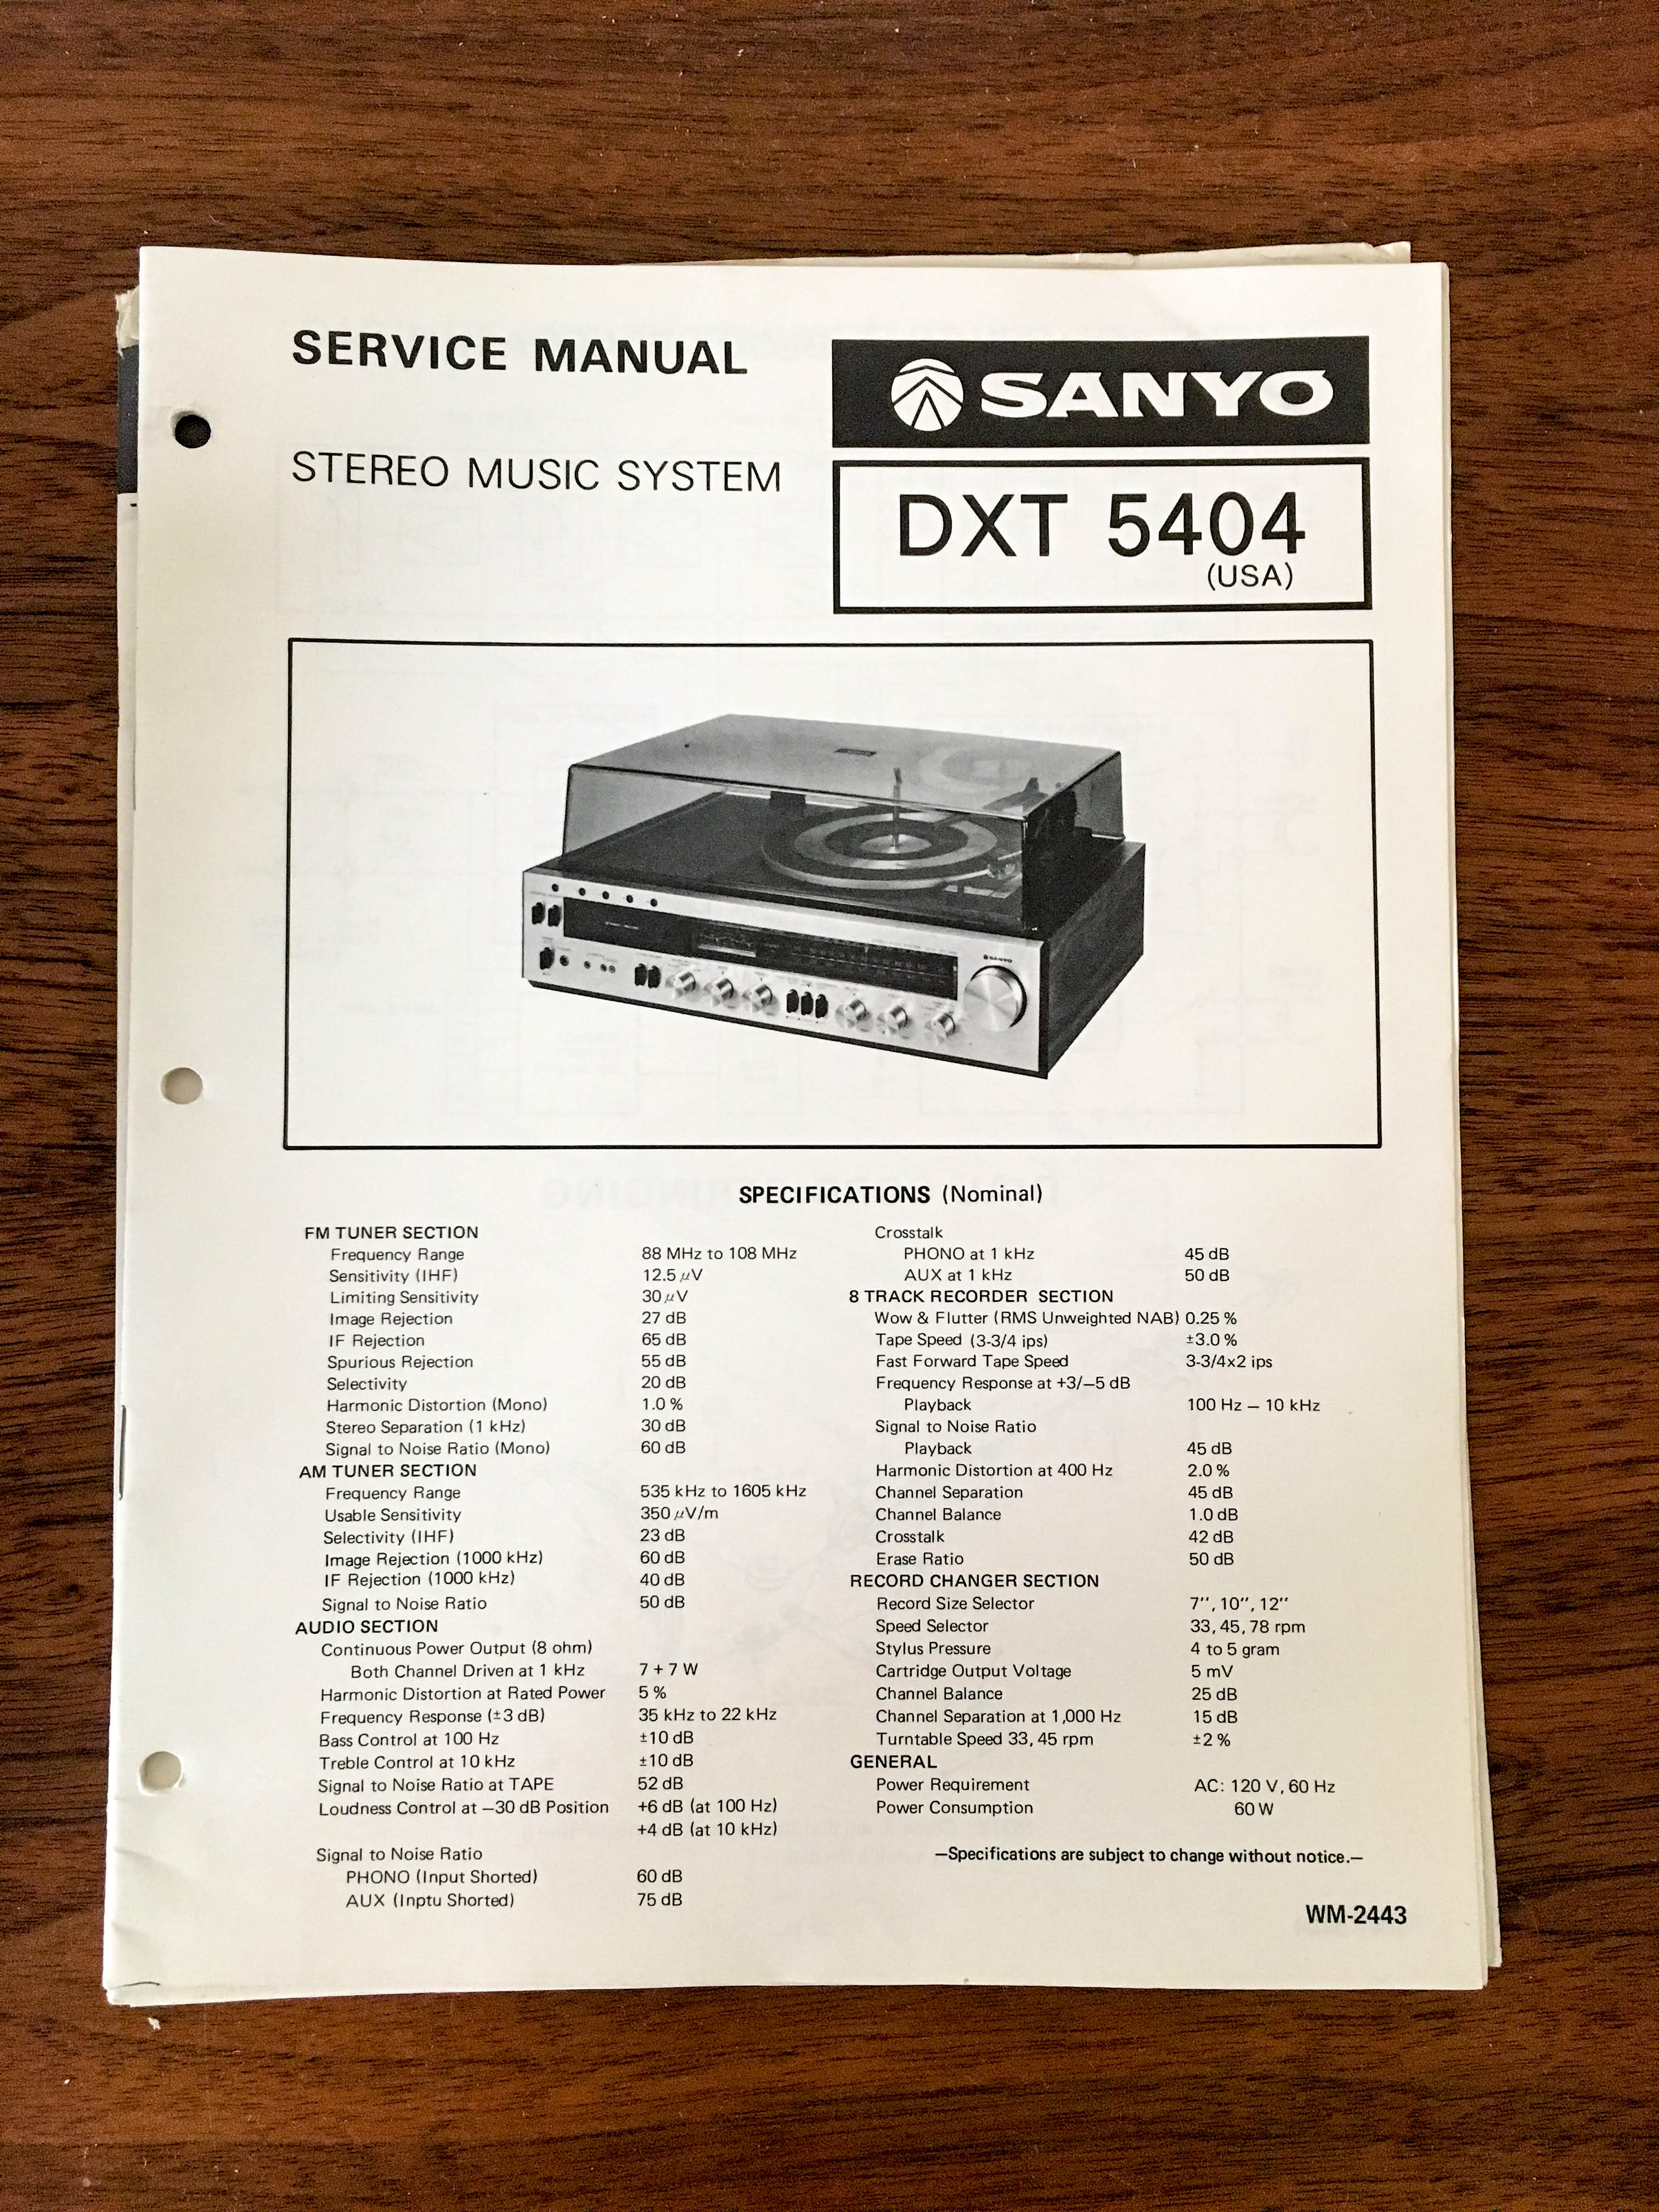 SERVICE MANUAL
SANYO
STEREO MUSIC SYSTEM
DXT 5404
(USA)
SANYO
SPECIFICATIONS (Nominal)
FM TUNER SECTION
Frequency Range 88 MHz to 108 MHz
Sensitivity (IHF) 12.5 μV
Limiting Sensitivity 30 μV
Image Rejection 27 dB
IF Rejection 65 dB
Spurious Rejection 55 dB
Selectivity 20 dB
Harmonic Distortion (Mono) 1.0 %
Stereo Separation (1 kHz) 30 dB
Signal to Noise Ratio (Mono) 60 dB
AM TUNER SECTION
Frequency Range 535 kHz to 1605 kHz
Usable Sensitivity 350 μV/m
Selectivity (IHF) 23 dB
Image Rejection (1000 kHz) 60 dB
IF Rejection (1000 kHz) 40 dB
Signal to Noise Ratio 50 dB
AUDIO SECTION
Continuous Power Output (8 ohm)
Both Channel Driven at 1 kHz 7 + 7 W
Harmonic Distortion at Rated Power 5 %
Frequency Response (±3 dB) 35 kHz to 22 kHz
Bass Control at 100 Hz ±10 dB
Treble Control at 10 kHz ±10 dB
Signal to Noise Ratio at TAPE 52 dB
Loudness Control at −30 dB Position +6 dB (at 100 Hz)
+4 dB (at 10 kHz)
Signal to Noise Ratio
PHONO (Input Shorted) 60 dB
AUX (Inptu Shorted) 75 dB
Crosstalk
PHONO at 1 kHz 45 dB
AUX at 1 kHz 50 dB
8 TRACK RECORDER SECTION
Wow & Flutter (RMS Unweighted NAB) 0.25 %
Tape Speed (3-3/4 ips) ±3.0 %
Fast Forward Tape Speed 3-3/4x2 ips
Frequency Response at +3/−5 dB
Playback 100 Hz − 10 kHz
Signal to Noise Ratio
Playback 45 dB
Harmonic Distortion at 400 Hz 2.0 %
Channel Separation 45 dB
Channel Balance 1.0 dB
Crosstalk 42 dB
Erase Ratio 50 dB
RECORD CHANGER SECTION
Record Size Selector 7'', 10'', 12''
Speed Selector 33, 45, 78 rpm
Stylus Pressure 4 to 5 gram
Cartridge Output Voltage 5 mV
Channel Balance 25 dB
Channel Separation at 1,000 Hz 15 dB
Turntable Speed 33, 45 rpm ±2 %
GENERAL
Power Requirement AC: 120 V, 60 Hz
Power Consumption 60 W
−Specifications are subject to change without notice.−
WM-2443